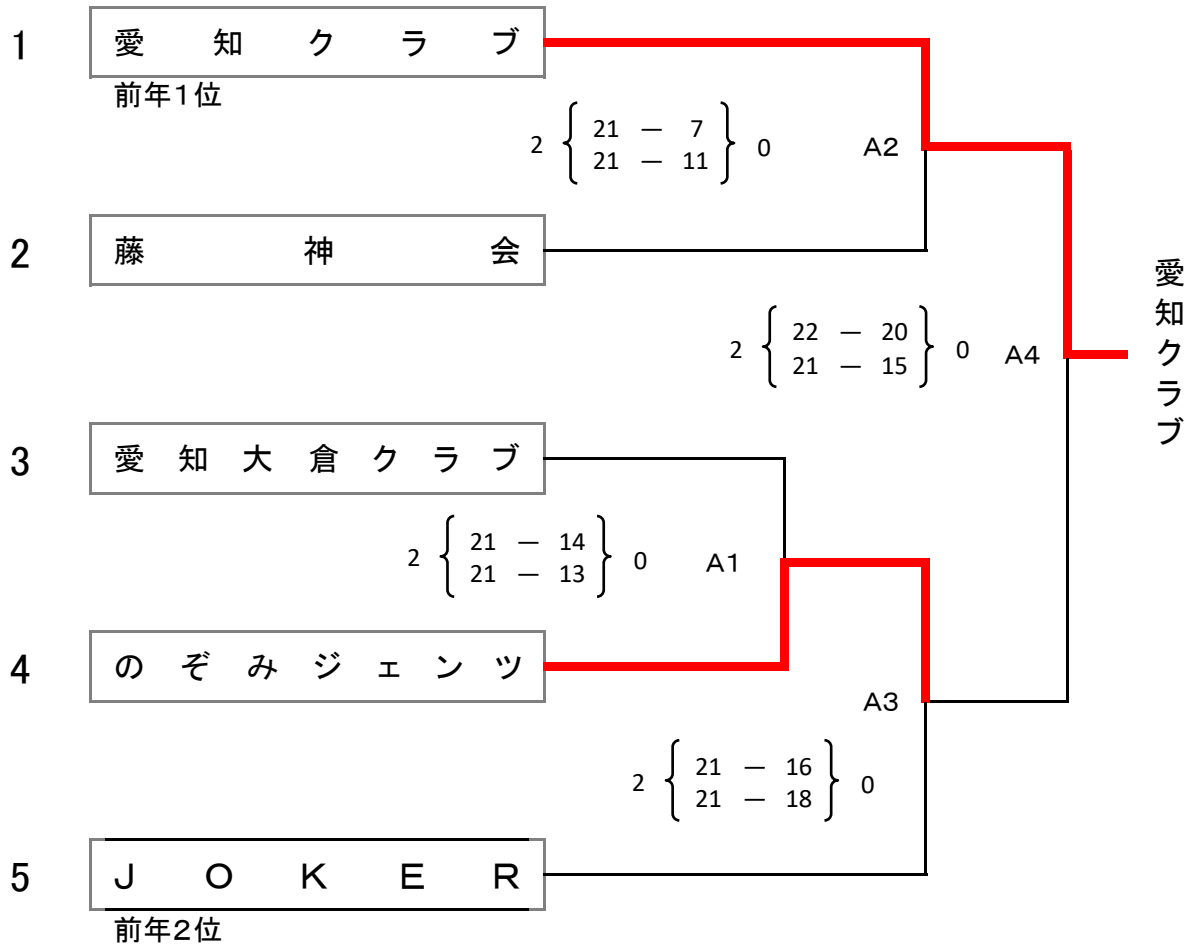 1 愛知クラブ
前年1位
2 { 21 — 7 } 0 A2
21 — 11
2 藤神会
2 { 22 — 20 } 0 A4
21 — 15
愛知クラブ
3 愛知大倉クラブ
2 { 21 — 14 } 0 A1
21 — 13
4 のぞみジェンツ
A3
2 { 21 — 16 } 0
21 — 18
5 JOKER
前年2位